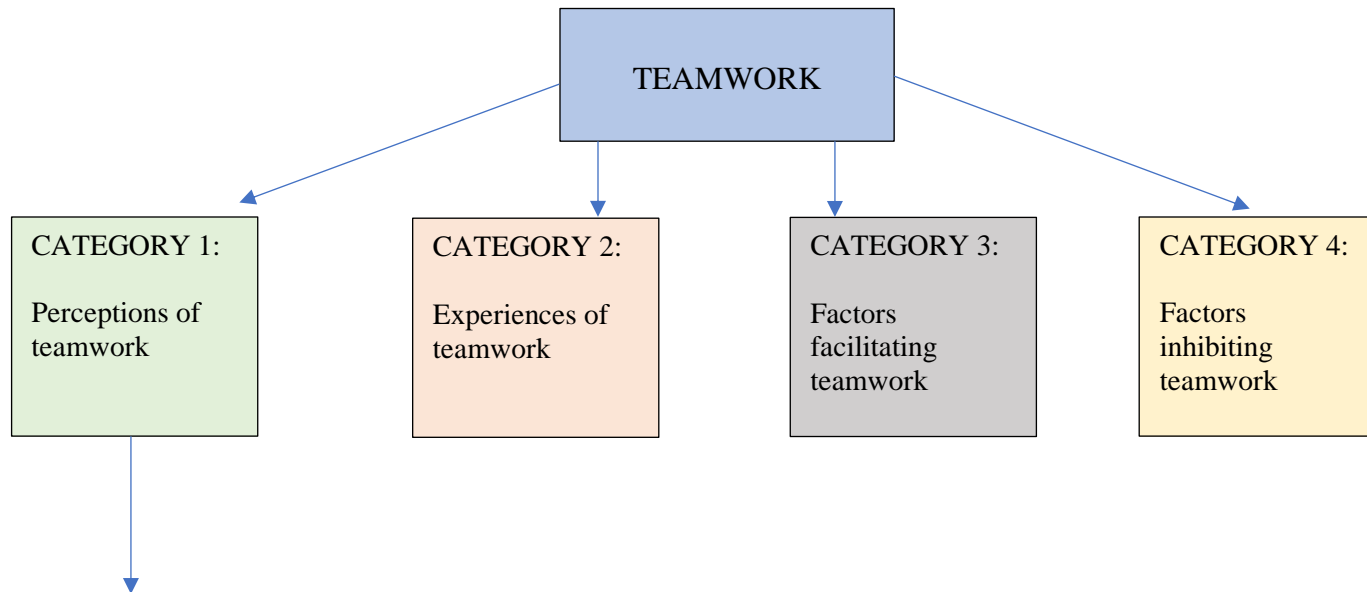 TEAMWORK
CATEGORY 1:
Perceptions of
teamwork
CATEGORY 2:
Experiences of
teamwork
CATEGORY 3:
Factors
facilitating
teamwork
CATEGORY 4:
Factors
inhibiting
teamwork